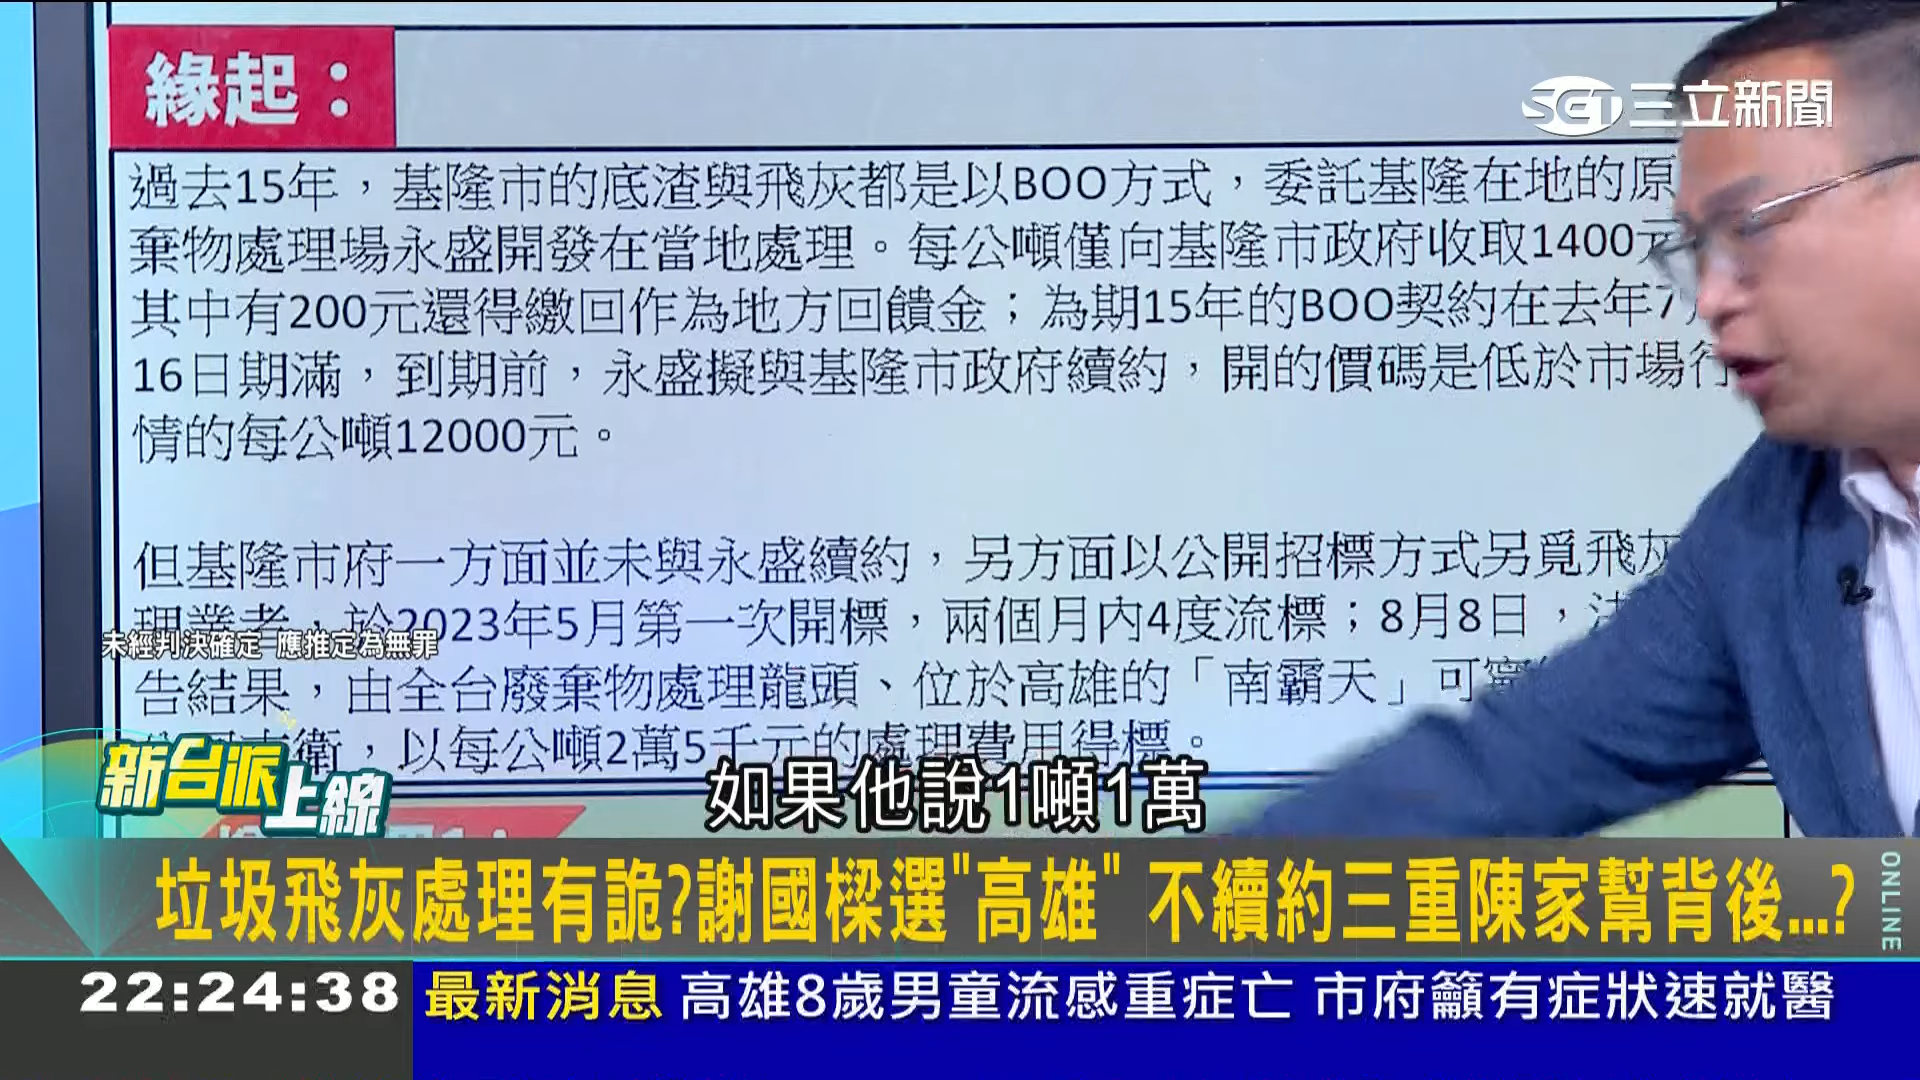 緣起：
SET三立新聞
過去15年，基隆市的底渣與飛灰都是以BOO方式，委託基隆在地的原
棄物處理場永盛開發在當地處理。每公噸僅向基隆市政府收取1400元
其中有200元還得繳回作為地方回饋金；為期15年的BOO契約在去年7
16日期滿，到期前，永盛擬與基隆市政府續約，開的價碼是低於市場行
情的每公噸12000元。
但基隆市府一方面並未與永盛續約，另方面以公開招標方式另覓飛灰
理業者，於2023年5月第一次開標，兩個月內4度流標；8月8日，
未經判決確定 應推定為無罪
告結果，由全台廢棄物處理龍頭、位於高雄的「南霸天」可寧
衛，以每公噸2萬5千元的處理費用得標。
新台派上線
如果他說1噸1萬
垃圾飛灰處理有詭?謝國樑選"高雄" 不續約三重陳家幫背後...?
ONLINE
22:24:38
最新消息 高雄8歲男童流感重症亡 市府籲有症狀速就醫